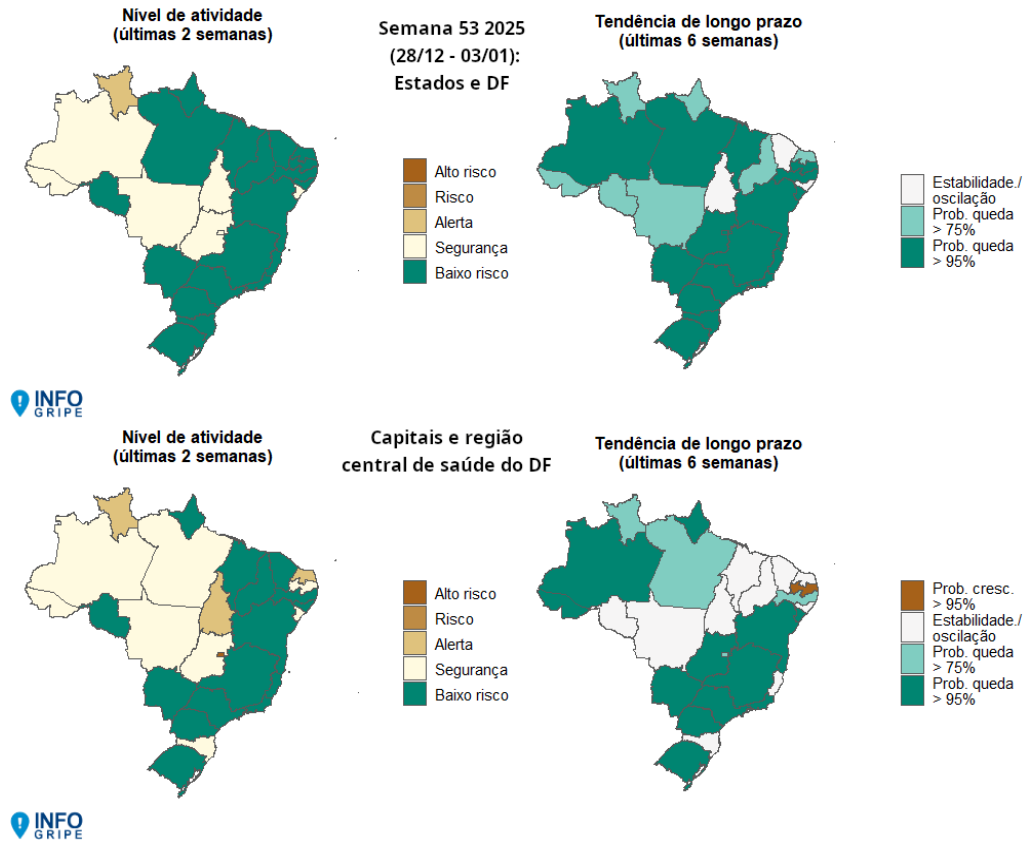 Nível de atividade
(últimas 2 semanas)
Semana 53 2025
(28/12 - 03/01):
Estados e DF
Tendência de longo prazo
(últimas 6 semanas)
Alto risco
Risco
Alerta
Segurança
Baixo risco
Estabilidade./
oscilação
Prob. queda
> 75%
Prob. queda
> 95%
INFO
GRIPE
Nível de atividade
(últimas 2 semanas)
Capitais e região
central de saúde do DF
Tendência de longo prazo
(últimas 6 semanas)
Alto risco
Risco
Alerta
Segurança
Baixo risco
Prob. cresc.
> 95%
Estabilidade./
oscilação
Prob. queda
> 75%
Prob. queda
> 95%
INFO
GRIPE